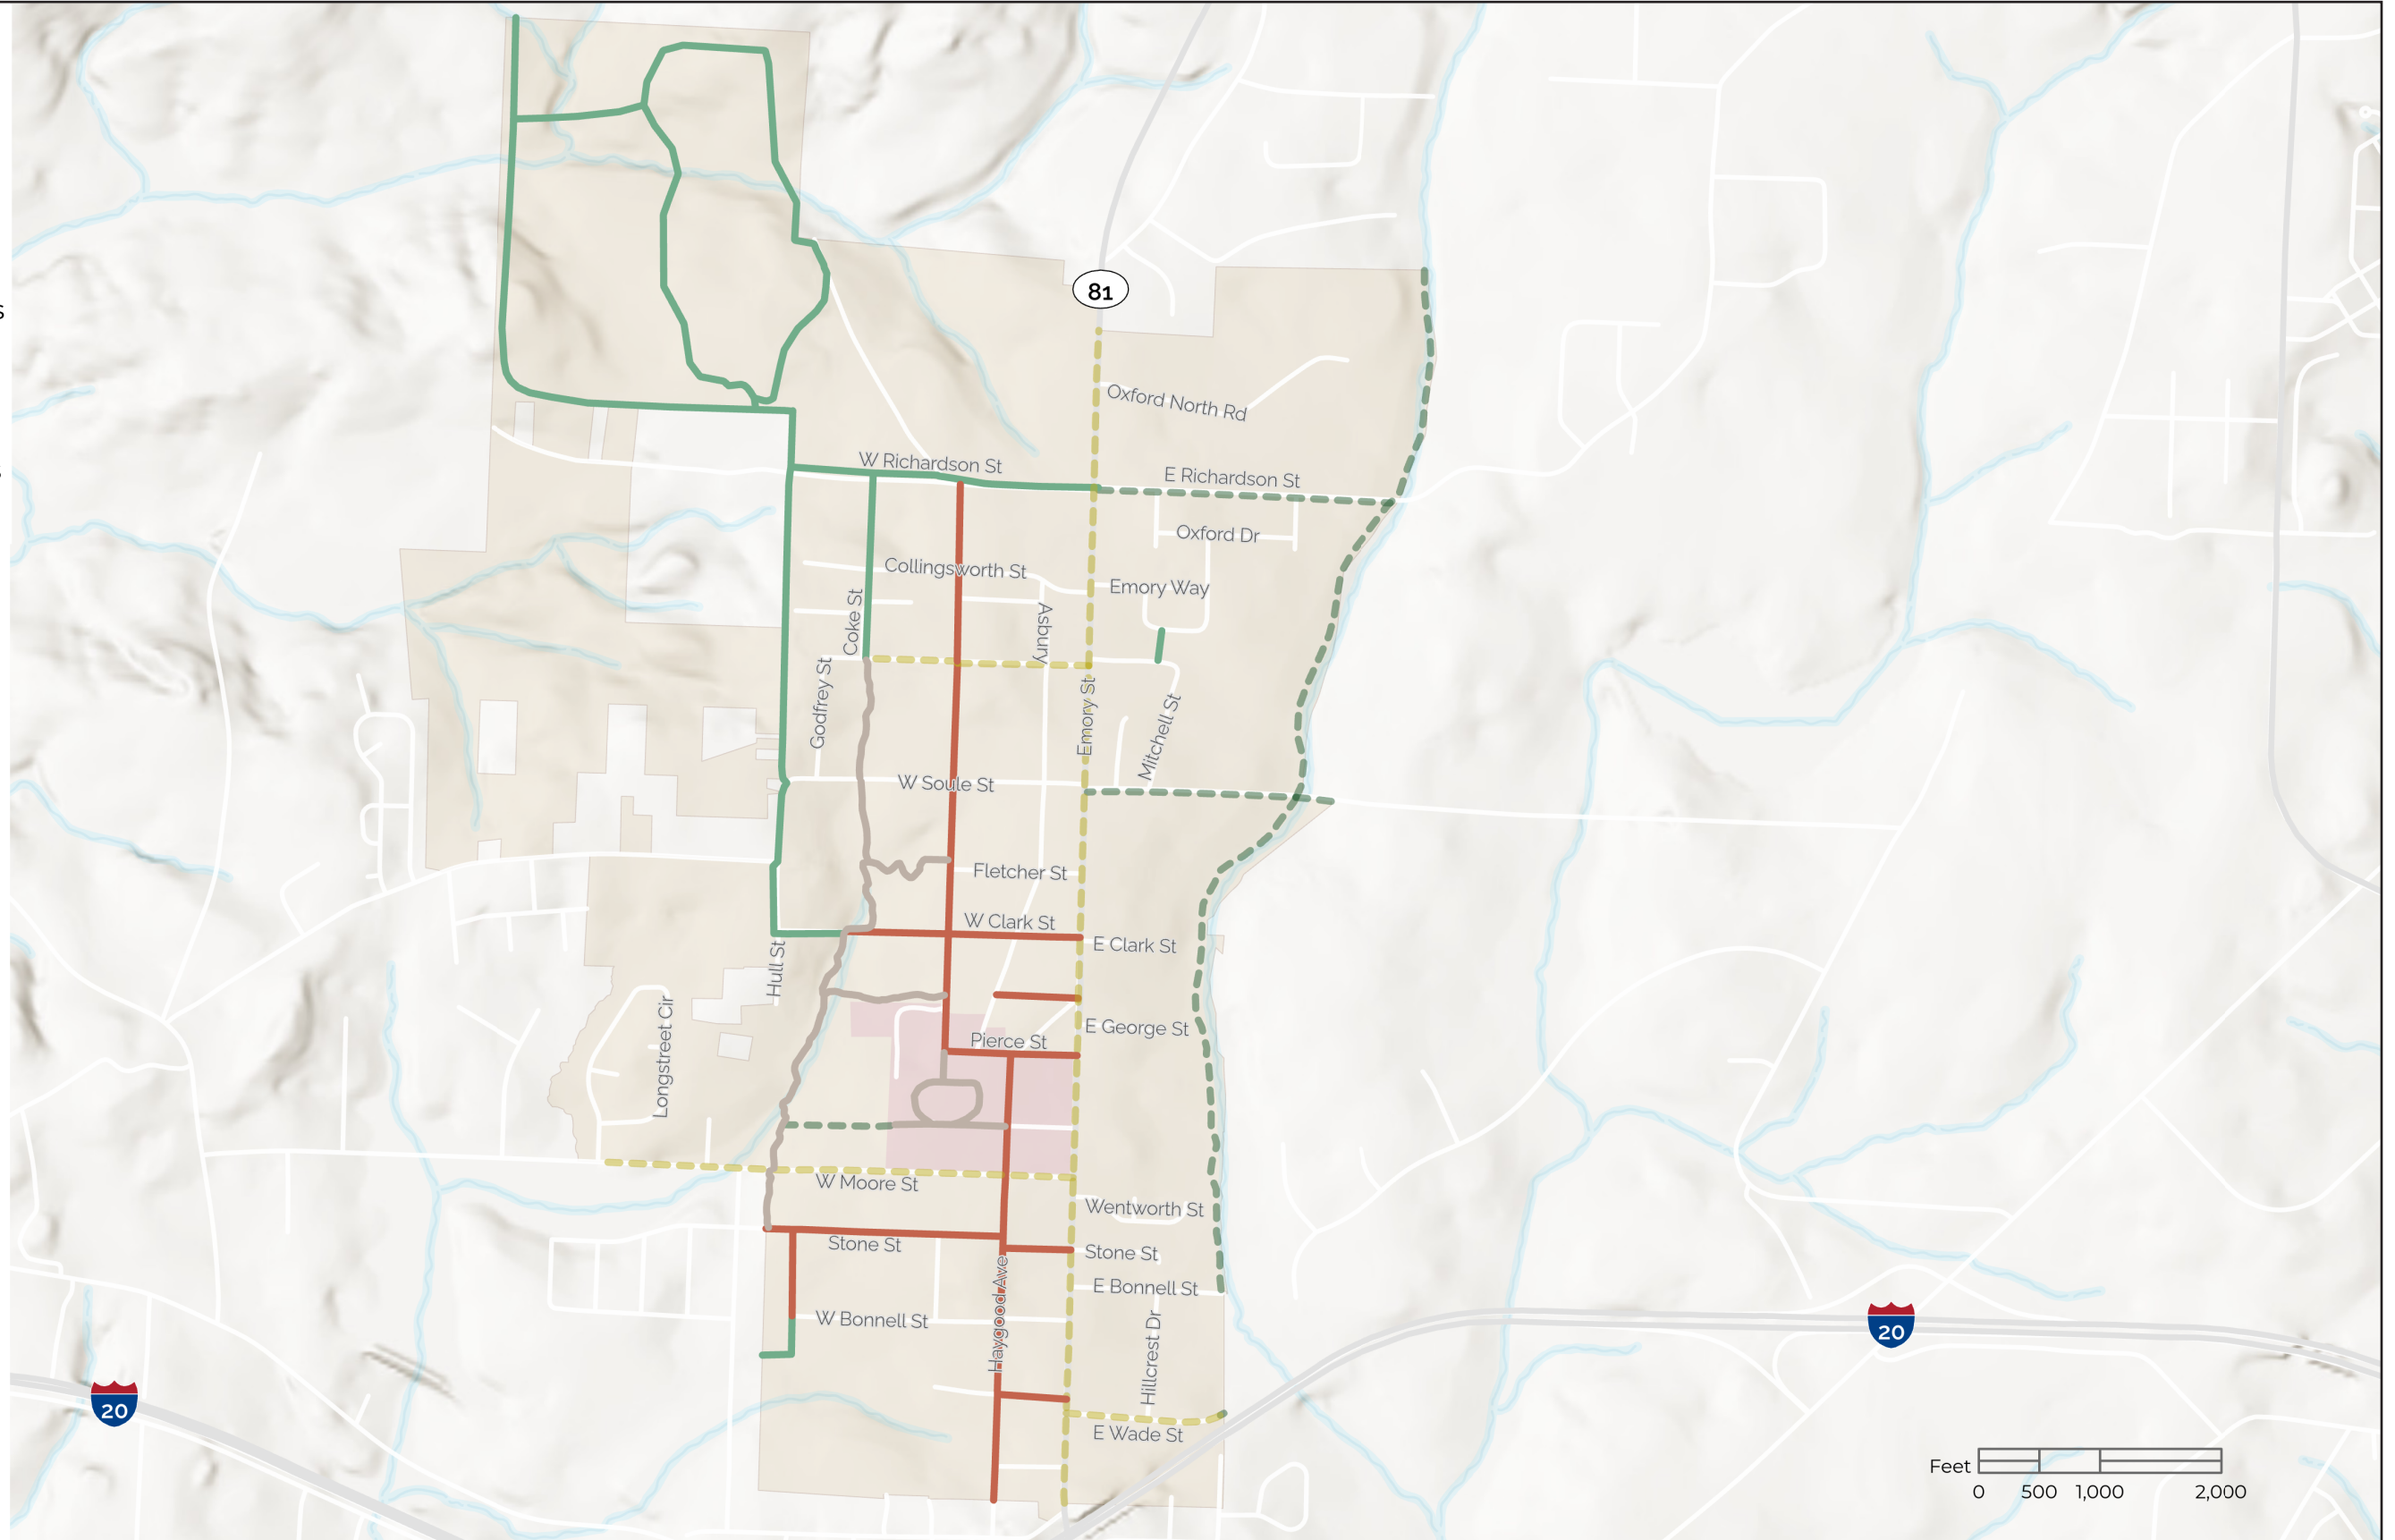 81
Oxford North Rd
W Richardson St
E Richardson St
Oxford Dr
Collingsworth St
Emory Way
Coke St
Asbury
Godfrey St
Emory St
Mitchell St
W Soule St
Fletcher St
W Clark St
E Clark St
Hull St
Longstreet Cir
E George St
Pierce St
W Moore St
Wentworth St
Stone St
Stone St
E Bonnell St
Haygood Ave
W Bonnell St
Hillcrest Dr
20
20
E Wade St
Feet
0 500 1,000 2,000